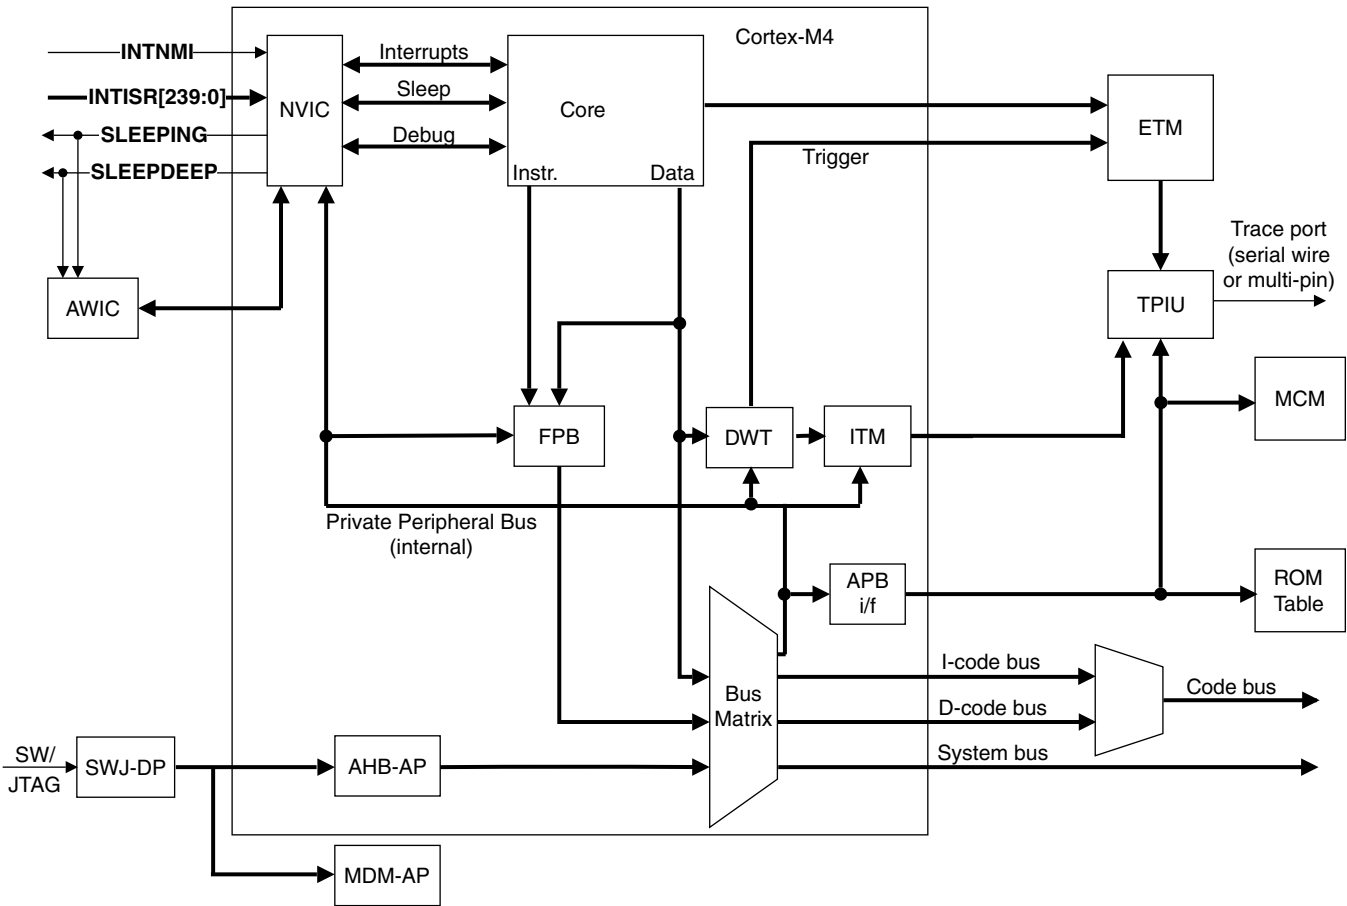 Cortex-M4
INTNMI
INTISR[239:0]
SLEEPING
SLEEPDEEP
NVIC
Interrupts
Sleep
Debug
Core
Instr.
Data
ETM
Trigger
Trace port
(serial wire
or multi-pin)
TPIU
AWIC
MCM
FPB
DWT
ITM
Private Peripheral Bus
(internal)
APB
i/f
ROM
Table
I-code bus
Code bus
Bus
Matrix
D-code bus
System bus
SW/
JTAG
SWJ-DP
AHB-AP
MDM-AP